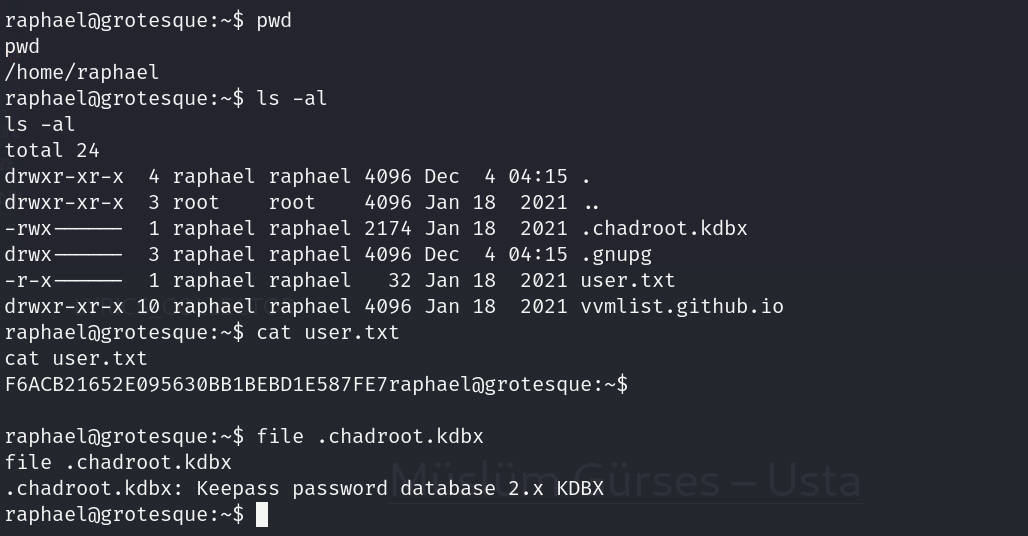 raphael@grotesque:~$ pwd
pwd
/home/raphael
raphael@grotesque:~$ ls -al
ls -al
total 24
drwxr-xr-x  4 raphael raphael 4096 Dec  4 04:15 .
drwxr-xr-x  3 root    root    4096 Jan 18  2021 ..
-rwx------  1 raphael raphael 2174 Jan 18  2021 .chadroot.kdbx
drwx------  3 raphael raphael 4096 Dec  4 04:15 .gnupg
-r-x------  1 raphael raphael   32 Jan 18  2021 user.txt
drwxr-xr-x 10 raphael raphael 4096 Jan 18  2021 vvmlist.github.io
raphael@grotesque:~$ cat user.txt
cat user.txt
F6ACB21652E095630BB1BEBD1E587FE7raphael@grotesque:~$
raphael@grotesque:~$ file .chadroot.kdbx
file .chadroot.kdbx
Müslüm Gürses – Usta
.chadroot.kdbx: Keepass password database 2.x KDBX
raphael@grotesque:~$